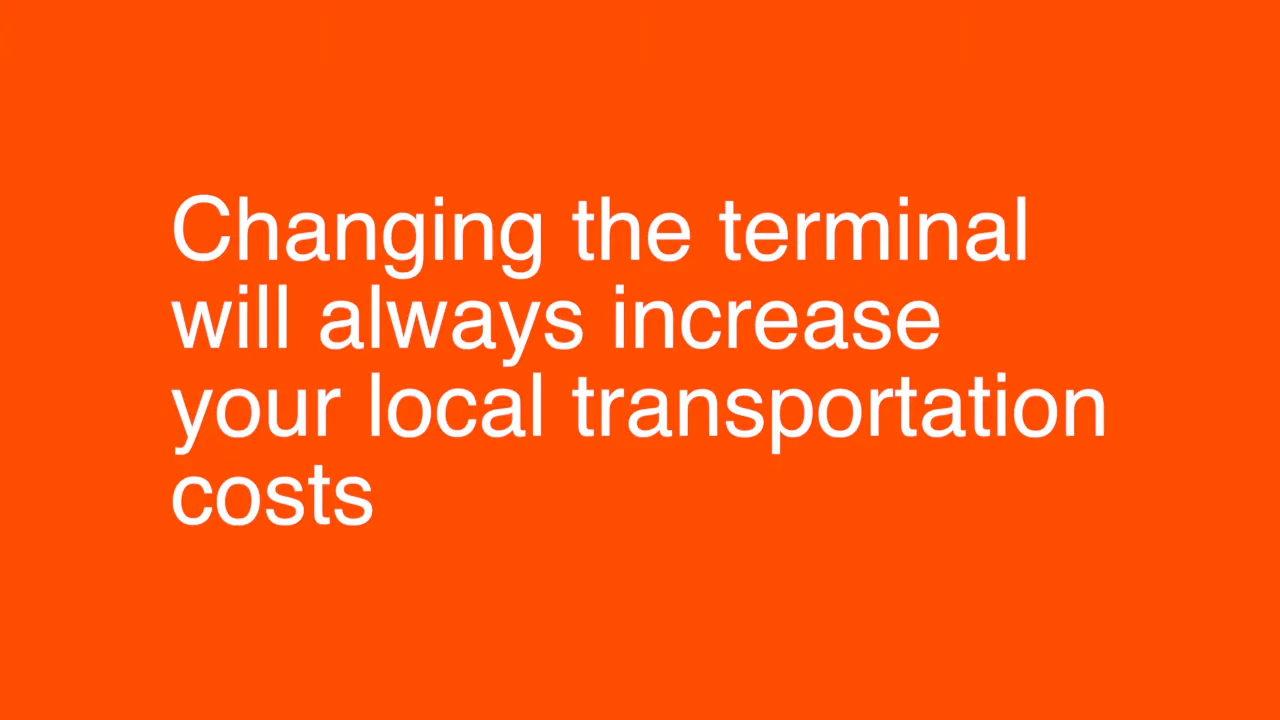 Changing the terminal
will always increase
your local transportation
costs